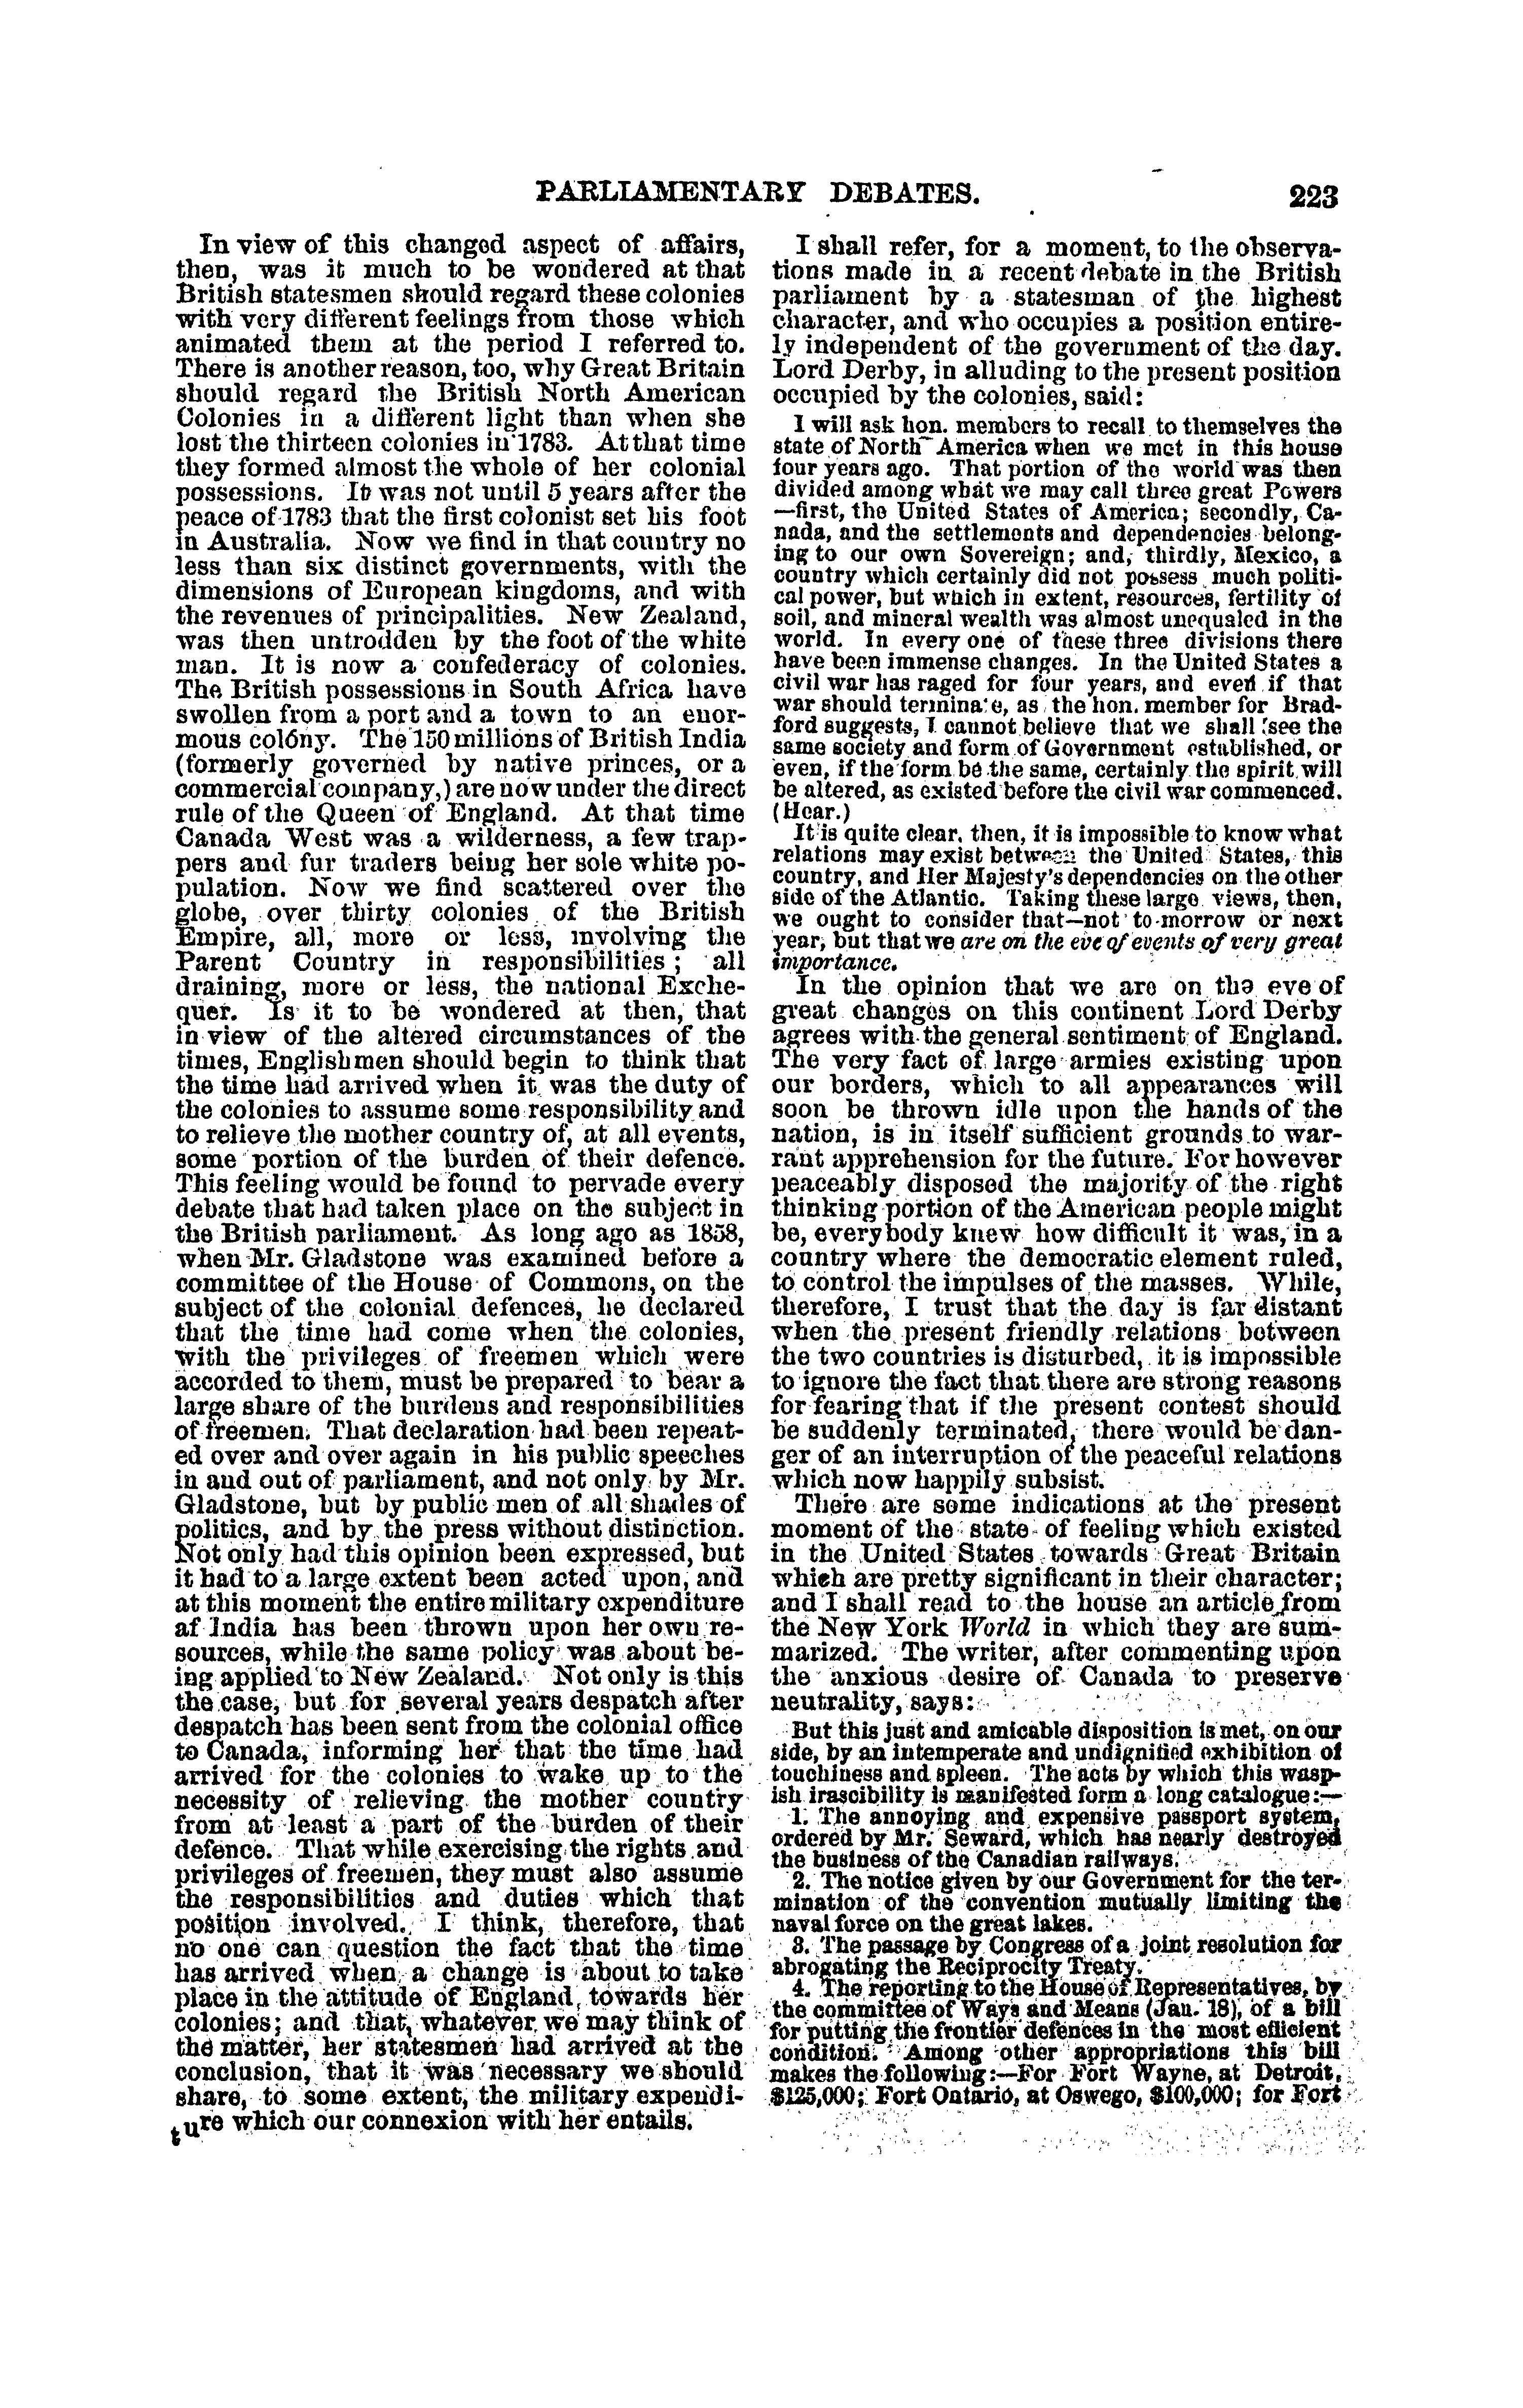 PARLIAMENTARY DEBATES.
223
In view of this changed aspect of affairs,
then, was it much to be wondered at that
British statesmen should regard these colonies
with very different feelings from those which
animated them at the period I referred to.
There is another reason, too, why Great Britain
should regard the British North American
Colonies in a different light than when she
lost the thirteen colonies in 1783. At that time
they formed almost the whole of her colonial
possessions. It was not until 5 years after the
peace of 1783 that the first colonist set his foot
in Australia. Now we find in that country no
less than six distinct governments, with the
dimensions of European kingdoms, and with
the revenues of principalities. New Zealand,
was then untrodden by the foot of the white
man. It is now a confederacy of colonies.
The British possessions in South Africa have
swollen from a port and a town to an enor-
mous colóny. The 150 millions of British India
(formerly governed by native princes, or a
commercial company,) are now under the direct
rule of the Queen of England. At that time
Canada West was a wilderness, a few trap-
pers and fur traders being her sole white po-
pulation. Now we find scattered over the
globe, over thirty colonies of the British
Empire, all, more or less, involving the
Parent Country in responsibilities; all
draining, more or less, the national Exche-
quer. Is it to be wondered at then, that
in view of the altered circumstances of the
times, Englishmen should begin to think that
the time had arrived when it was the duty of
the colonies to assume some responsibility and
to relieve the mother country of, at all events,
some portion of the burden of their defence.
This feeling would be found to pervade every
debate that had taken place on the subject in
the British parliament. As long ago as 1858,
when Mr. Gladstone was examined before a
committee of the House of Commons, on the
subject of the colonial defences, he declared
that the time had come when the colonies,
with the privileges of freemen which were
accorded to them, must be prepared to bear a
large share of the burdens and responsibilities
of freemen. That declaration had been repeat-
ed over and over again in his public speeches
in and out of parliament, and not only by Mr.
Gladstone, but by public men of all shades of
politics, and by the press without distinction.
Not only had this opinion been expressed, but
it had to a large extent been acted upon, and
at this moment the entire military expenditure
af India has been thrown upon her own re-
sources, while the same policy was about be-
ing applied to New Zealand. Not only is this
the case, but for several years despatch after
despatch has been sent from the colonial office
to Canada, informing her that the time had
arrived for the colonies to wake up to the
necessity of relieving the mother country
from at least a part of the burden of their
defence. That while exercising the rights and
privileges of freemen, they must also assume
the responsibilities and duties which that
position involved. I think, therefore, that
no one can question the fact that the time
has arrived when a change is about to take
place in the attitude of England towards her
colonies; and that, whatever we may think of
the matter, her statesmen had arrived at the
conclusion, that it was necessary we should
share, to some extent, the military expendi-
ture which our connexion with her entails.
I shall refer, for a moment, to the observa-
tions made in a recent debate in the British
parliament by a statesman of the highest
character, and who occupies a position entire-
ly independent of the government of the day.
Lord Derby, in alluding to the present position
occupied by the colonies, said:
I will ask hon. members to recall to themselves the
state of North America when we met in this house
four years ago. That portion of the world was then
divided among what we may call three great Powers
—first, the United States of America; secondly, Ca-
nada, and the settlements and dependencies belong-
ing to our own Sovereign; and, thirdly, Mexico, a
country which certainly did not possess much politi-
cal power, but which in extent, resources, fertility of
soil, and mineral wealth was almost unequaled in the
world. In every one of these three divisions there
have been immense changes. In the United States a
civil war has raged for four years, and even if that
war should terminate, as the hon. member for Brad-
ford suggests, I cannot believe that we shall see the
same society and form of Government established, or
even, if the form be the same, certainly the spirit will
be altered, as existed before the civil war commenced.
(Hear.)
It is quite clear, then, it is impossible to know what
relations may exist between the United States, this
country, and Her Majesty's dependencies on the other
side of the Atlantic. Taking these large views, then,
we ought to consider that—not to-morrow or next
year, but that we are on the eve of events of very great
importance.
In the opinion that we are on the eve of
great changes on this continent Lord Derby
agrees with the general sentiment of England.
The very fact of large armies existing upon
our borders, which to all appearances will
soon be thrown idle upon the hands of the
nation, is in itself sufficient grounds to war-
rant apprehension for the future. For however
peaceably disposed the majority of the right
thinking portion of the American people might
be, everybody knew how difficult it was, in a
country where the democratic element ruled,
to control the impulses of the masses. While,
therefore, I trust that the day is far distant
when the present friendly relations between
the two countries is disturbed, it is impossible
to ignore the fact that there are strong reasons
for fearing that if the present contest should
be suddenly terminated, there would be dan-
ger of an interruption of the peaceful relations
which now happily subsist.
There are some indications at the present
moment of the state of feeling which existed
in the United States towards Great Britain
which are pretty significant in their character;
and I shall read to the house an article from
the New York World in which they are sum-
marized. The writer, after commenting upon
the anxious desire of Canada to preserve
neutrality, says:
But this just and amicable disposition is met, on our
side, by an intemperate and undignified exhibition of
touchiness and spleen. The acts by which this wasp-
ish irascibility is manifested form a long catalogue:—
1. The annoying and expensive passport system,
ordered by Mr. Seward, which has nearly destroyed
the business of the Canadian railways.
2. The notice given by our Government for the ter-
mination of the convention mutually limiting the
naval force on the great lakes.
3. The passage by Congress of a joint resolution for
abrogating the Reciprocity Treaty.
4. The reporting to the House of Representatives, by
the committee of Ways and Means (Jan. 18), of a bill
for putting the frontier defences in the most efficient
condition. Among other appropriations this bill
makes the following:—For Fort Wayne, at Detroit,
$125,000; Fort Ontario, at Oswego, $100,000; for Fort